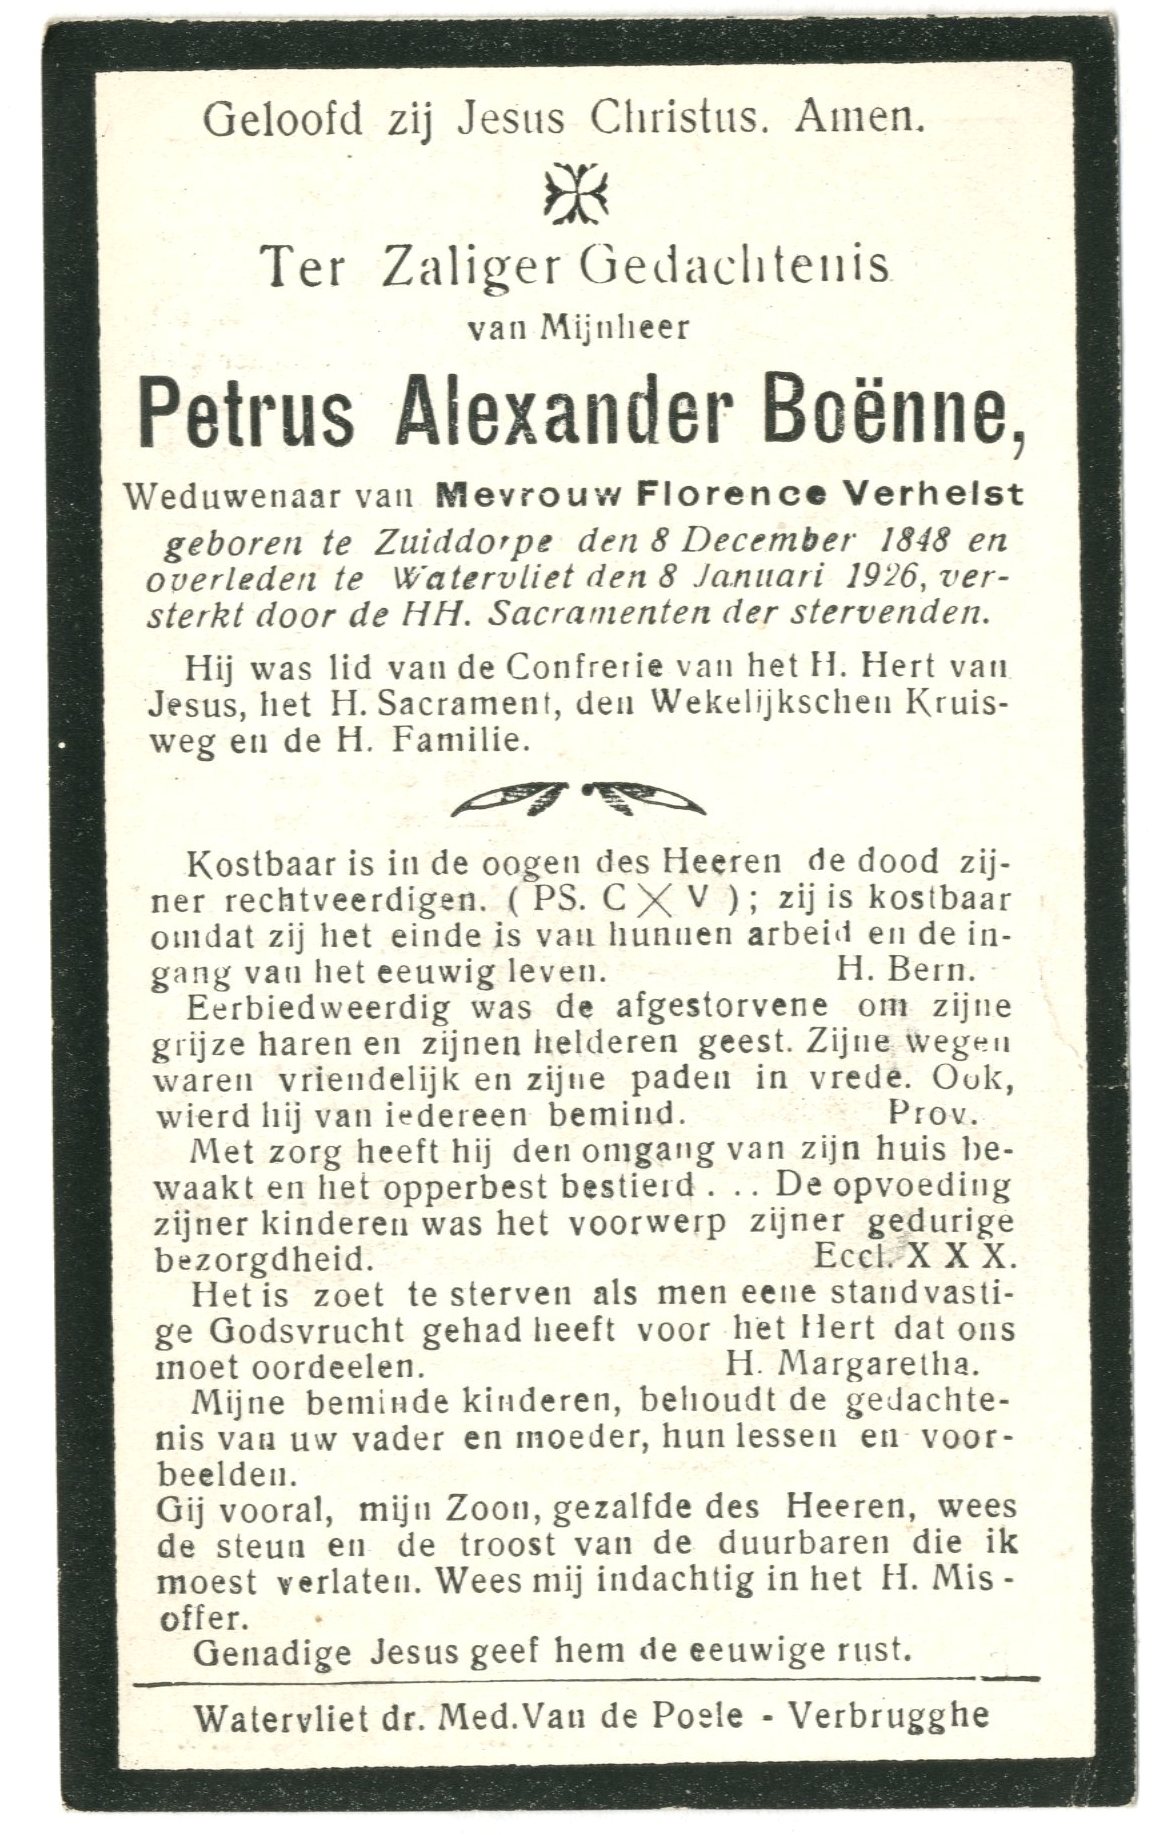 Geloofd zij Jesus Christus. Amen.
Ter Zaliger Gedachtenis
van Mijnheer
Petrus Alexander Boënne,
Weduwenaar van Mevrouw Florence Verhelst
geboren te Zuiddorpe den 8 December 1848 en
overleden te Watervliet den 8 Januari 1926, ver-
sterkt door de HH. Sacramenten der stervenden.
Hij was lid van de Confrerie van het H. Hert van
Jesus, het H. Sacrament, den Wekelijkschen Kruis-
weg en de H. Familie.
Kostbaar is in de oogen des Heeren de dood zij-
ner rechtveerdigen. ( PS. C X V ) ; zij is kostbaar
omdat zij het einde is van hunnen arbeid en de in-
gang van het eeuwig leven. H. Bern.
Eerbiedweerdig was de afgestorvene om zijne
grijze haren en zijnen helderen geest. Zijne wegen
waren vriendelijk en zijne paden in vrede. Ook,
wierd hij van iedereen bemind. Prov.
Met zorg heeft hij den omgang van zijn huis be-
waakt en het opperbest bestierd . . . De opvoeding
zijner kinderen was het voorwerp zijner gedurige
bezorgdheid. Eccl. X X X.
Het is zoet te sterven als men eene standvasti-
ge Godsvrucht gehad heeft voor het Hert dat ons
moet oordeelen. H. Margaretha.
Mijne beminde kinderen, behoudt de gedachte-
nis van uw vader en moeder, hun lessen en voor-
beelden.
Gij vooral, mijn Zoon, gezalfde des Heeren, wees
de steun en de troost van de duurbaren die ik
moest verlaten. Wees mij indachtig in het H. Mis -
offer.
Genadige Jesus geef hem de eeuwige rust.
Watervliet dr. Med. Van de Poele - Verbrugghe